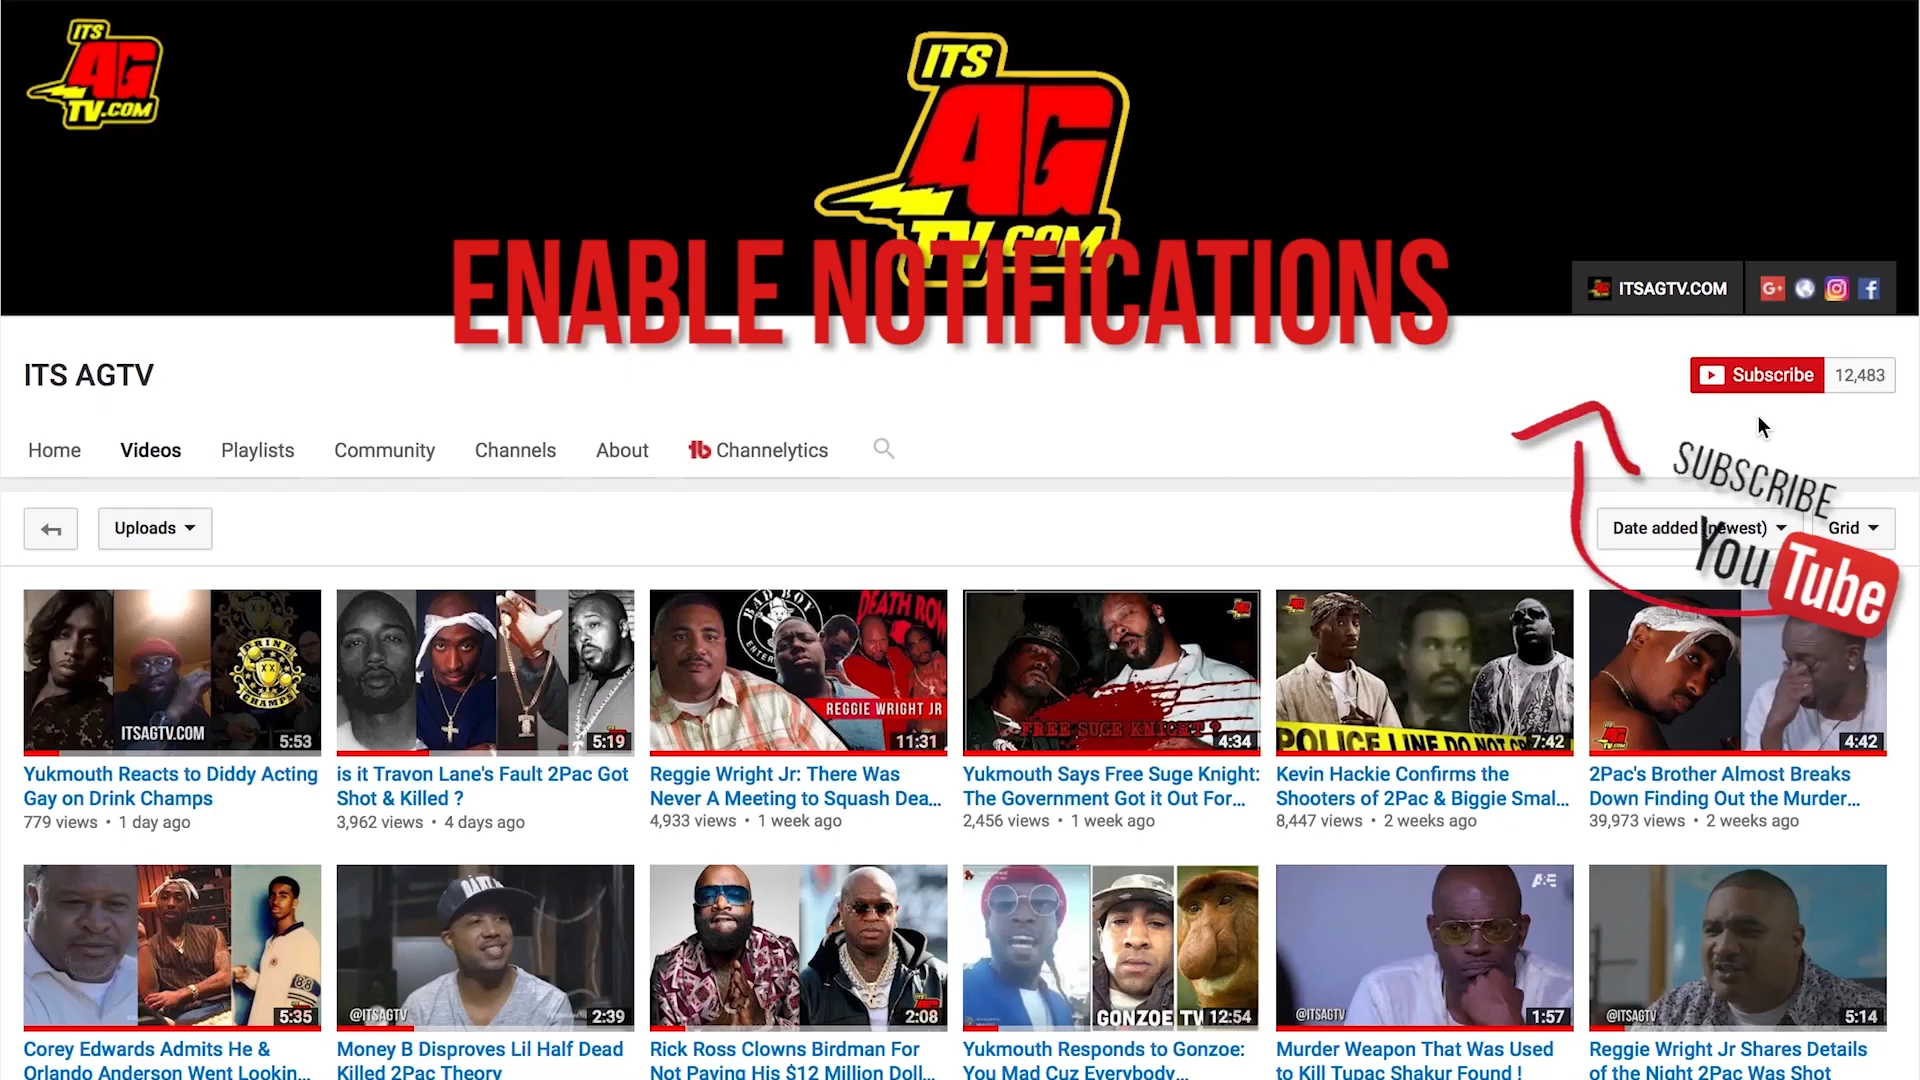 ITS
AG
TV.COM
ITS
AG
TV.COM
ENABLE NOTIFICATIONS
ITSAGTV.COM
G+
ITS AGTV
Subscribe 12,483
Home Videos Playlists Community Channels About Channelytics
SUBSCRIBE
YouTube
Uploads
Date added (newest)
Grid
ITSAGTV.COM
5:53
5:19
BAD BOY
DEATH ROW
REGGIE WRIGHT JR
11:31
FREE SUGE KNIGHT ?
4:34
POLICE LINE DO NOT CR
7:42
4:42
Yukmouth Reacts to Diddy Acting
Gay on Drink Champs
779 views • 1 day ago
is it Travon Lane's Fault 2Pac Got
Shot & Killed ?
3,962 views • 4 days ago
Reggie Wright Jr: There Was
Never A Meeting to Squash Dea...
4,933 views • 1 week ago
Yukmouth Says Free Suge Knight:
The Government Got it Out For...
2,456 views • 1 week ago
Kevin Hackie Confirms the
Shooters of 2Pac & Biggie Smal...
8,447 views • 2 weeks ago
2Pac's Brother Almost Breaks
Down Finding Out the Murder...
39,973 views • 2 weeks ago
5:35
@ITSAGTV
2:39
2:08
GONZOE TV
12:54
A&E
@ITSAGTV
1:57
@ITSAGTV
5:14
Corey Edwards Admits He &
Orlando Anderson Went Lookin...
Money B Disproves Lil Half Dead
Killed 2Pac Theory
Rick Ross Clowns Birdman For
Not Paying His $12 Million Doll...
Yukmouth Responds to Gonzoe:
You Mad Cuz Everybody...
Murder Weapon That Was Used
to Kill Tupac Shakur Found !
Reggie Wright Jr Shares Details
of the Night 2Pac Was Shot